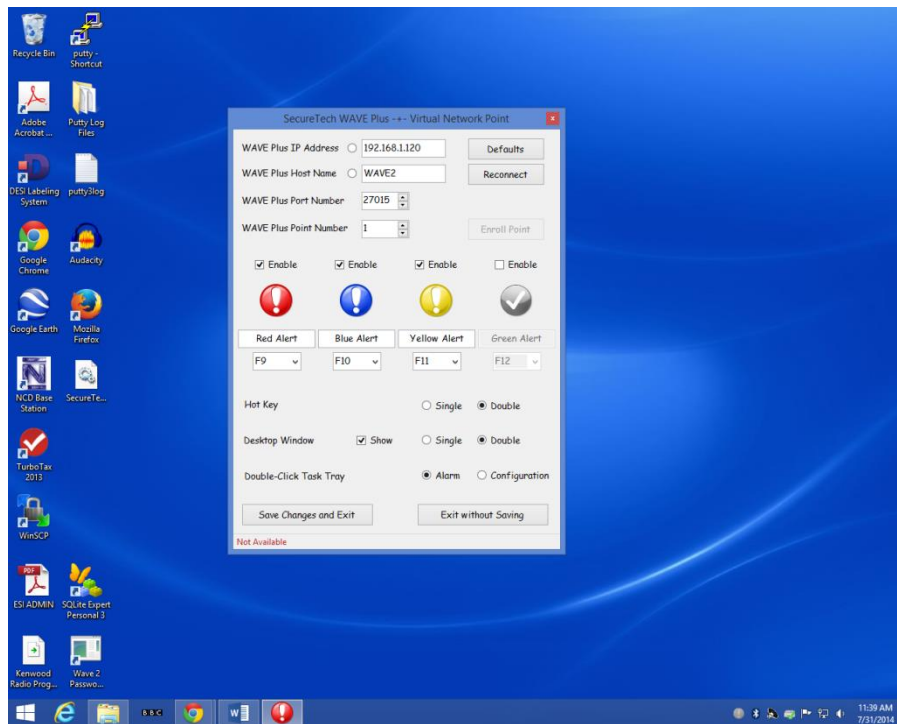 Recycle Bin
putty -
Shortcut
Adobe
Acrobat ...
Putty Log
Files
DESI Labeling
System
putty3log
Google
Chrome
Audacity
Google Earth
Mozilla
Firefox
NCD Base
Station
SecureTe...
TurboTax
2013
WinSCP
PDF
ESI ADMIN
SQLite Expert
Personal 3
Kenwood
Radio Prog...
Wave 2
Passwo...
SecureTech WAVE Plus -+- Virtual Network Point
x
WAVE Plus IP Address 192.168.1.120 Defaults
WAVE Plus Host Name WAVE2 Reconnect
WAVE Plus Port Number 27015
WAVE Plus Point Number 1 Enroll Point
Enable Enable Enable Enable
Red Alert Blue Alert Yellow Alert Green Alert
F9 F10 F11 F12
Hot Key Single Double
Desktop Window Show Single Double
Double-Click Task Tray Alarm Configuration
Save Changes and Exit Exit without Saving
Not Available
BBC
11:39 AM
7/31/2014